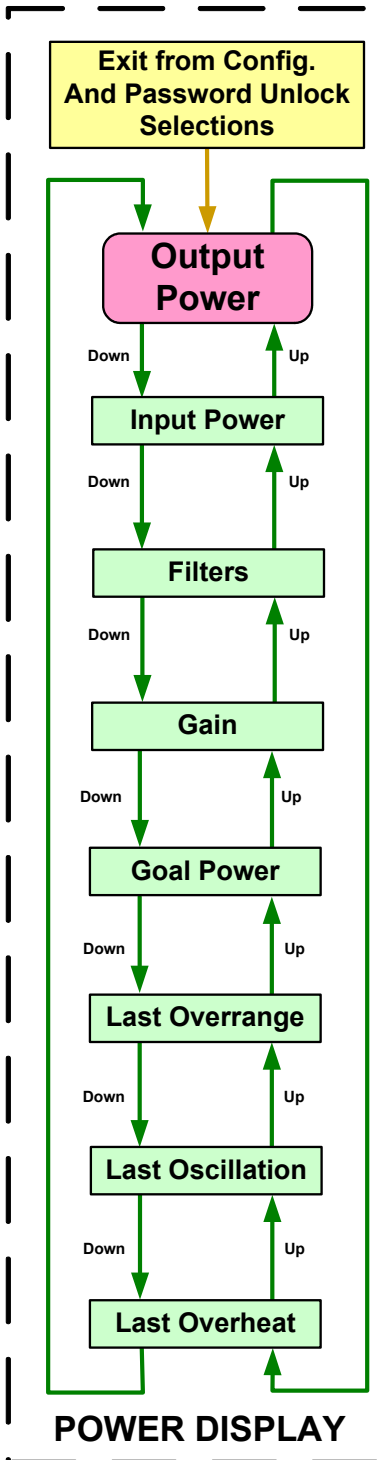 Exit from Config.
And Password Unlock
Selections
Output
Power
Down
Up
Input Power
Down
Up
Filters
Down
Up
Gain
Down
Up
Goal Power
Down
Up
Last Overrange
Down
Up
Last Oscillation
Down
Up
Last Overheat
POWER DISPLAY